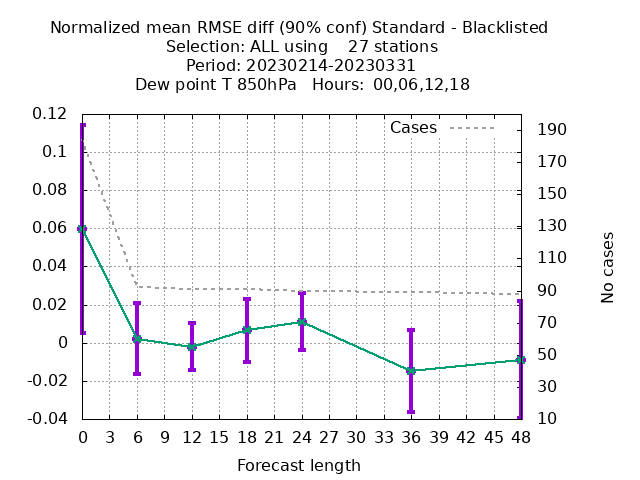 Normalized mean RMSE diff (90% conf) Standard - Blacklisted
Selection: ALL using    27 stations
Period: 20230214-20230331
Dew point T 850hPa   Hours:  00,06,12,18
Cases
0.12
0.1
0.08
0.06
0.04
0.02
0
-0.02
-0.04
190
170
150
130
110
90
70
50
30
10
No cases
0 3 6 9 12 15 18 21 24 27 30 33 36 39 42 45 48
Forecast length